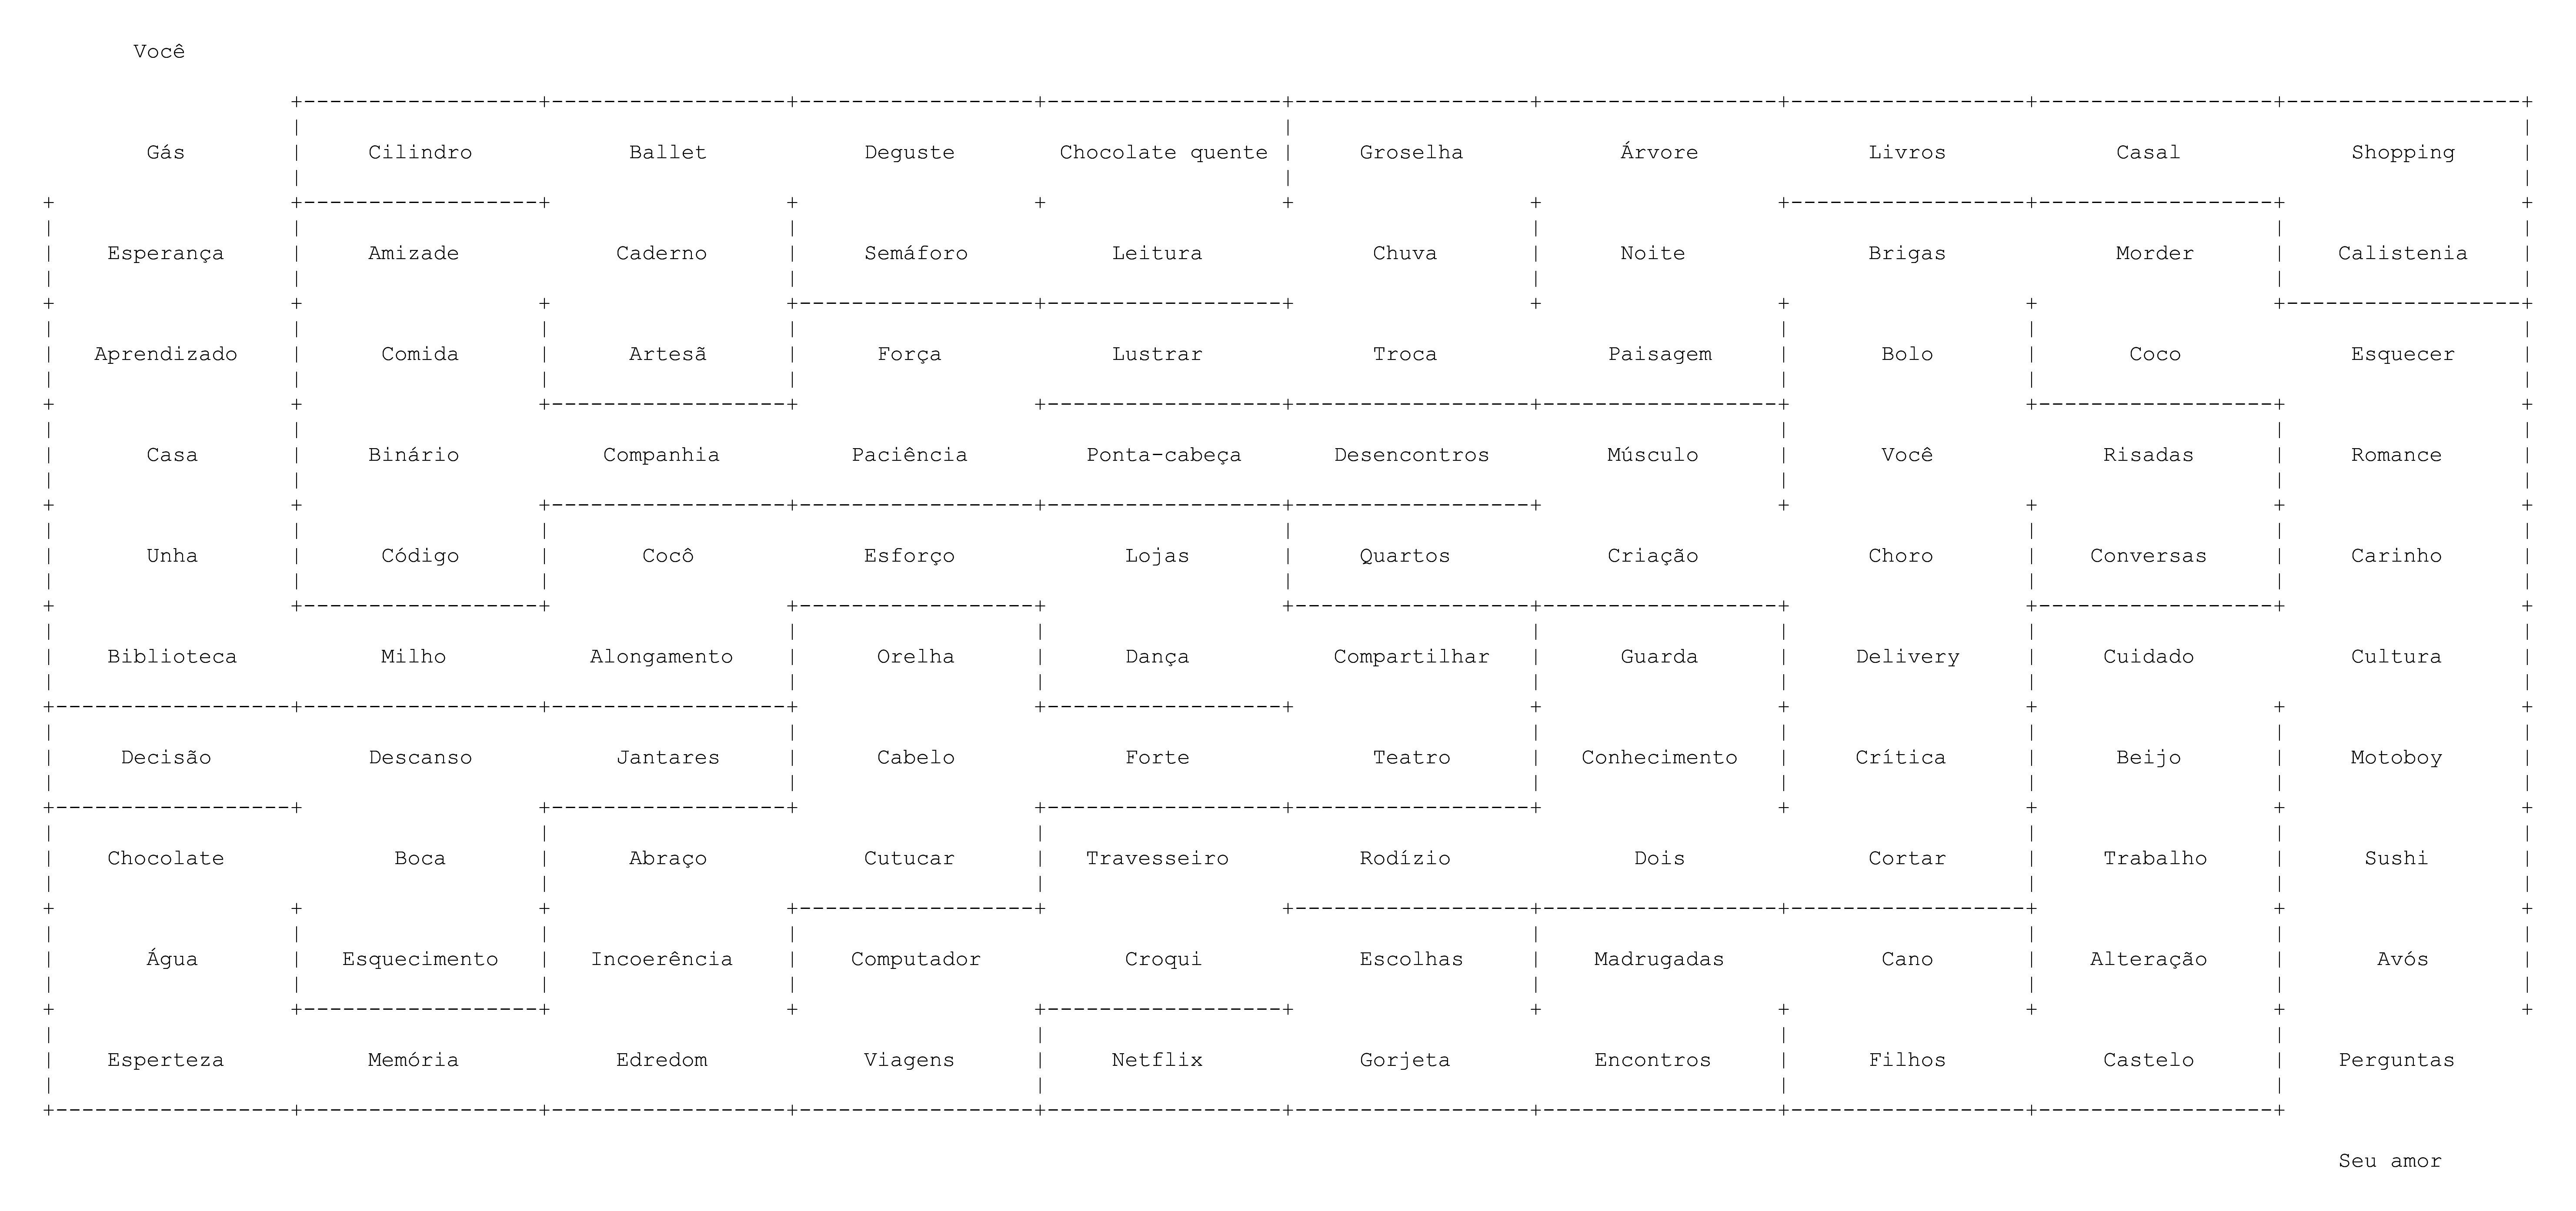 Você
Gás Cilindro Ballet Deguste Chocolate quente Groselha Árvore Livros Casal Shopping
Esperança Amizade Caderno Semáforo Leitura Chuva Noite Brigas Morder Calistenia
Aprendizado Comida Artesã Força Lustrar Troca Paisagem Bolo Coco Esquecer
Casa Binário Companhia Paciência Ponta-cabeça Desencontros Músculo Você Risadas Romance
Unha Código Cocô Esforço Lojas Quartos Criação Choro Conversas Carinho
Biblioteca Milho Alongamento Orelha Dança Compartilhar Guarda Delivery Cuidado Cultura
Decisão Descanso Jantares Cabelo Forte Teatro Conhecimento Crítica Beijo Motoboy
Chocolate Boca Abraço Cutucar Travesseiro Rodízio Dois Cortar Trabalho Sushi
Água Esquecimento Incoerência Computador Croqui Escolhas Madrugadas Cano Alteração Avós
Esperteza Memória Edredom Viagens Netflix Gorjeta Encontros Filhos Castelo Perguntas
Seu amor